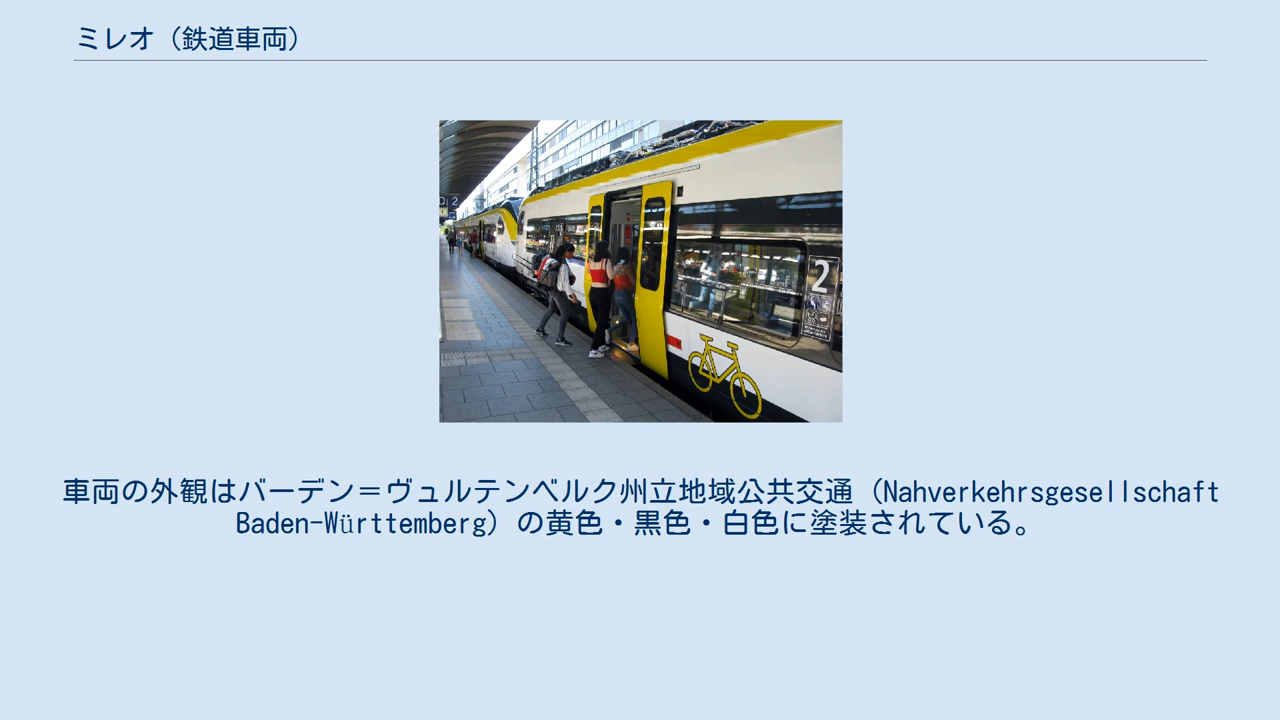 ミレオ（鉄道車両）
2
2
車両の外観はバーデン＝ヴュルテンベルク州立地域公共交通（Nahverkehrsgesellschaft
Baden-Württemberg）の黄色・黒色・白色に塗装されている。